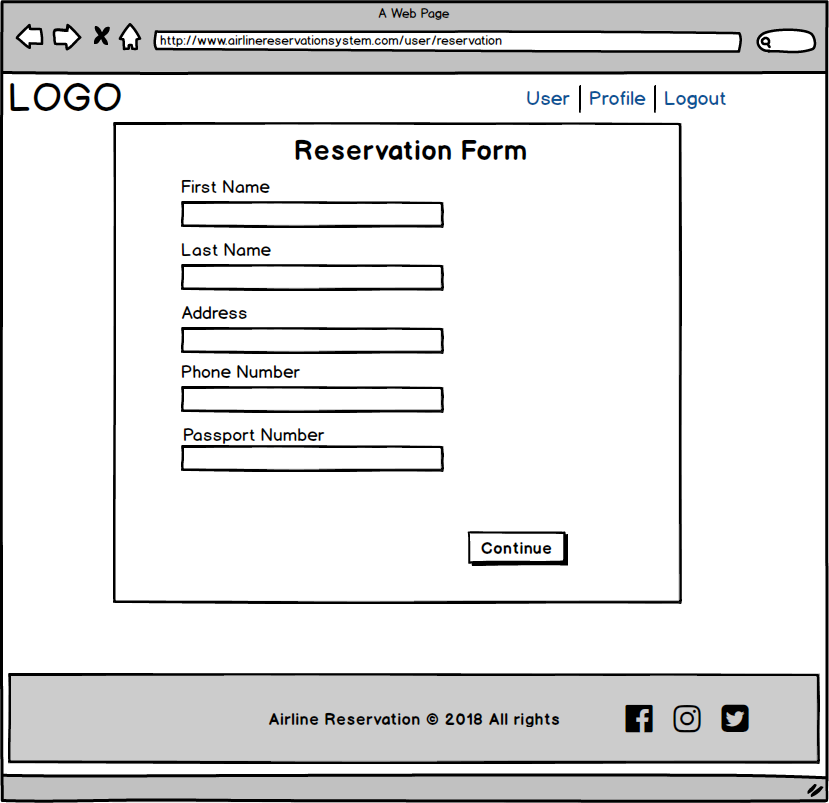 A Web Page
http://www.airlinereservationsystem.com/user/reservation
LOGO
User | Profile | Logout
Reservation Form
First Name
Last Name
Address
Phone Number
Passport Number
Continue
Airline Reservation © 2018 All rights